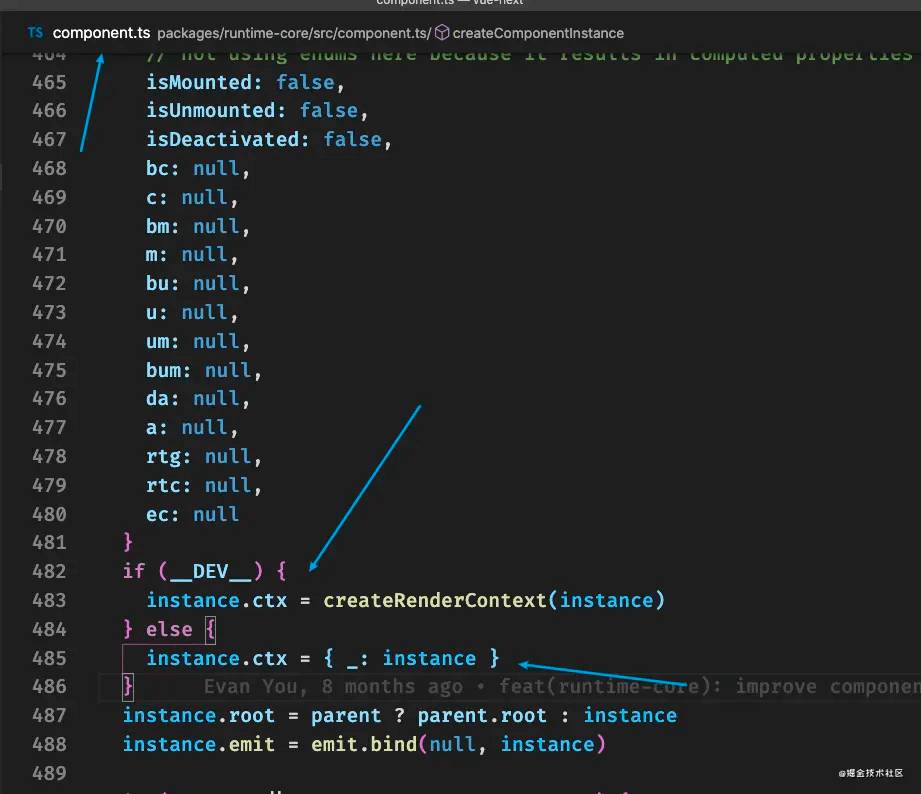 component.ts — vue-next
TS component.ts packages/runtime-core/src/component.ts/ createComponentInstance
464 // not using enums here because it results in computed properties
465 isMounted: false,
466 isUnmounted: false,
467 isDeactivated: false,
468 bc: null,
469 c: null,
470 bm: null,
471 m: null,
472 bu: null,
473 u: null,
474 um: null,
475 bum: null,
476 da: null,
477 a: null,
478 rtg: null,
479 rtc: null,
480 ec: null
481 }
482 if (__DEV__) {
483 instance.ctx = createRenderContext(instance)
484 } else {
485 instance.ctx = { _: instance }
486 } Evan You, 8 months ago • feat(runtime-core): improve componen
487 instance.root = parent ? parent.root : instance
488 instance.emit = emit.bind(null, instance)
489
@掘金技术社区